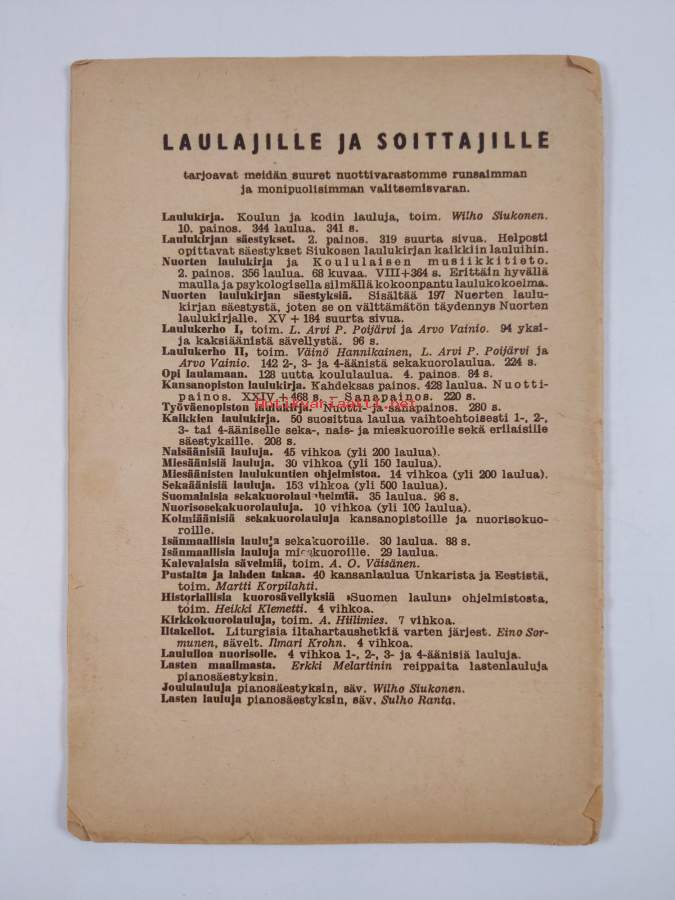 LAULAJILLE JA SOITTAJILLE
tarjoavat meidän suuret nuottivarastomme runsaimman
ja monipuolisimman valitsemisvaran.
Laulukirja. Koulun ja kodin lauluja, toim. Wilho Siukonen.
10. painos. 344 laulua. 341 s.
Laulukirjan säestykset. 2. painos. 319 suurta sivua. Helposti
opittavat säestykset Siukosen laulukirjan kaikkiin lauluihin.
Nuorten laulukirja ja Koululaisen musiikkitieto.
2. painos. 356 laulua. 68 kuvaa. VIII+364 s. Erittäin hyvällä
maulla ja psykologisella silmällä kokoonpantu laulukokoelma.
Nuorten laulukirjan säestyksiä. Sisältää 197 Nuorten laulu-
kirjan säestystä, joten se on välttämätön täydennys Nuorten
laulukirjalle. XV + 184 suurta sivua.
Laulukerho I, toim. L. Arvi P. Poijärvi ja Arvo Vainio. 94 yksi-
ja kaksiäänistä sävellystä. 96 s.
Laulukerho II, toim. Väinö Hannikainen, L. Arvi P. Poijärvi ja
Arvo Vainio. 142 2-, 3- ja 4-äänistä sekakuorolaulua. 224 s.
Opi laulamaan. 128 uutta koululaulua. 4. painos. 84 s.
Kansanopiston laulukirja. Kahdeksas painos. 428 laulua. Nuotti-
painos. XXIV + 468 s. — Sanapainos. 220 s.
antikvariaatti.net
Työväenopiston laulukirja. Nuotti- ja sanapainos. 280 s.
Kaikkien laulukirja. 50 suosittua laulua vaihtoehtoisesti 1-, 2-,
3- tai 4-ääniselle seka-, nais- ja mieskuoroille sekä erilaisille
säestyksille. 208 s.
Naisäänisiä lauluja. 45 vihkoa (yli 200 laulua).
Miesäänisiä lauluja. 30 vihkoa (yli 150 laulua).
Miesäänisten laulukuntien ohjelmistoa. 14 vihkoa (yli 200 laulua).
Sekaäänisiä lauluja. 153 vihkoa (yli 500 laulua).
Suomalaisia sekakuorolauluhelmiä. 35 laulua. 96 s.
Nuorisosekakuorolauluja. 10 vihkoa (yli 100 laulua).
Kolmiäänisiä sekakuorolauluja kansanopistoille ja nuorisokuo-
roille.
Isänmaallisia lauluja sekakuoroille. 30 laulua. 88 s.
Isänmaallisia lauluja mieskuoroille. 29 laulua.
Kalevalaisia sävelmiä, toim. A. O. Väisänen.
Pustalta ja lahden takaa. 40 kansanlaulua Unkarista ja Eestistä,
toim. Martti Korpilahti.
Historiallisia kuorosävellyksiä »Suomen laulun» ohjelmistosta,
toim. Heikki Klemetti. 4 vihkoa.
Kirkkokuorolauluja, toim. A. Hiilimies. 7 vihkoa.
Iltakellot. Liturgisia iltahartaushetkiä varten järjest. Eino Sor-
munen, sävelt. Ilmari Krohn. 4 vihkoa.
Lauluiloa nuorisolle. 4 vihkoa 1-, 2-, 3- ja 4-äänisiä lauluja.
Lasten maailmasta. Erkki Melartinin reippaita lastenlauluja
pianosäestyksin.
Joululauluja pianosäestyksin, säv. Wilho Siukonen.
Lasten lauluja pianosäestyksin, säv. Sulho Ranta.